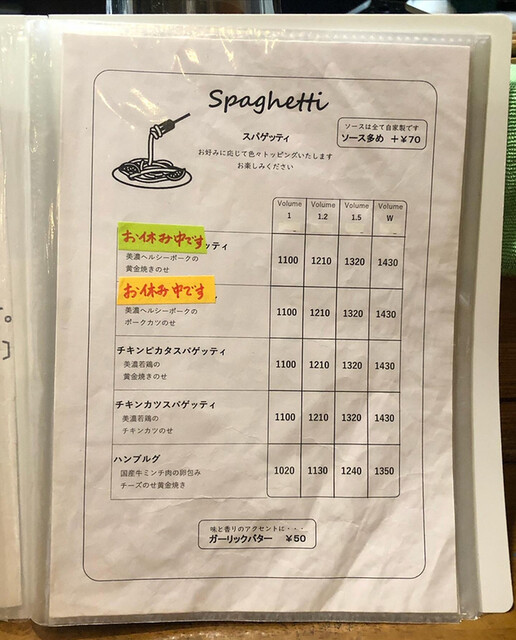 Spaghetti
スパゲッティ
ソースは全て自家製です
ソース多め ＋￥70
お好みに応じて色々トッピングいたします
お楽しみください
Volume 1
Volume 1.2
Volume 1.5
Volume W
お休み中です
ゲッティ
美濃ヘルシーポークの
黄金焼きのせ
1100 1210 1320 1430
お休み中です
美濃ヘルシーポークの
ポークカツのせ
1100 1210 1320 1430
チキンピカタスパゲッティ
美濃若鶏の
黄金焼きのせ
1100 1210 1320 1430
チキンカツスパゲッティ
美濃若鶏の
チキンカツのせ
1100 1210 1320 1430
ハンブルグ
国産牛ミンチ肉の卵包み
チーズのせ黄金焼き
1020 1130 1240 1350
味と香りのアクセントに・・・
ガーリックバター ￥50